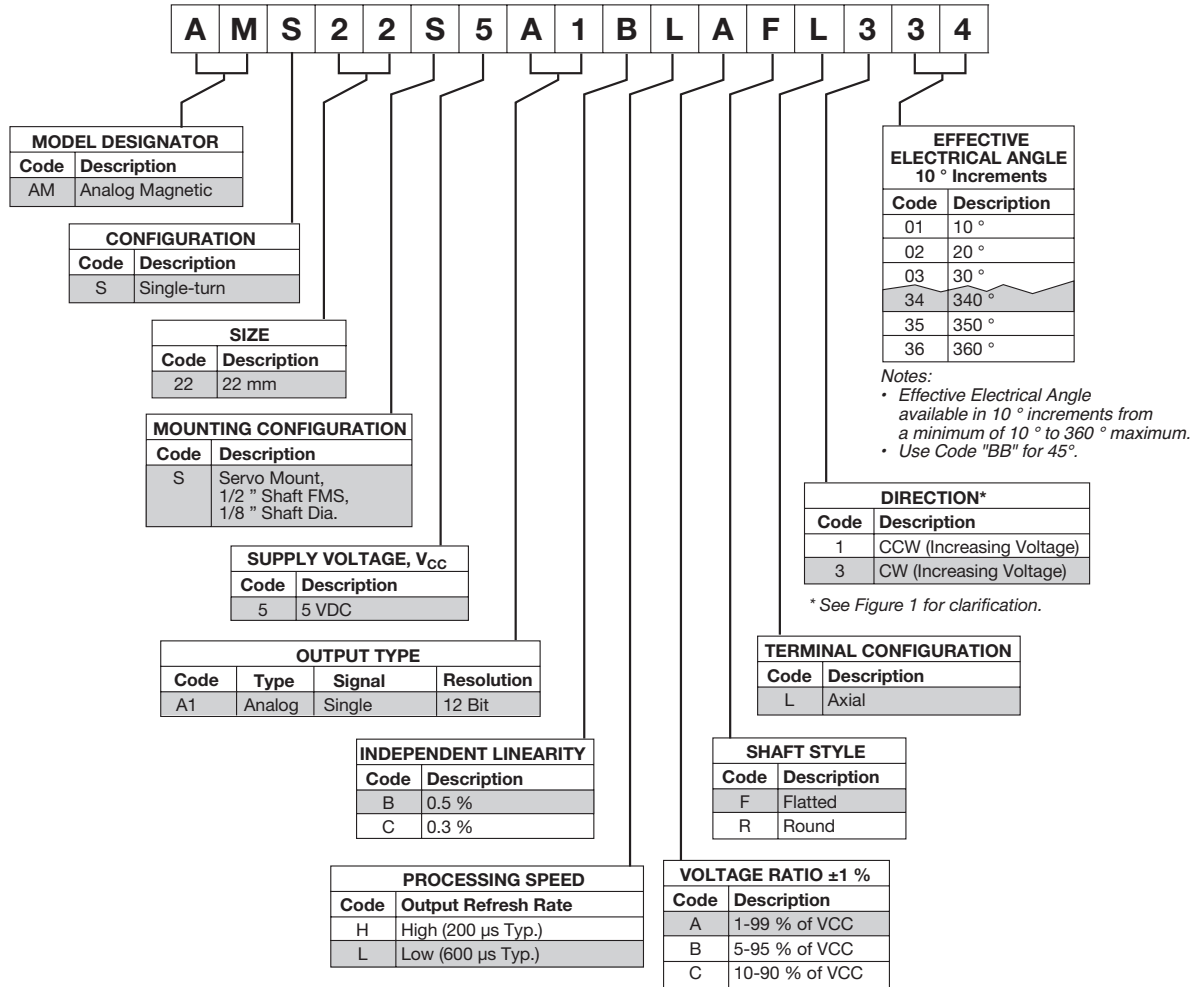 A M S 2 2 S 5 A 1 B L A F L 3 3 4
MODEL DESIGNATOR
Code Description
AM Analog Magnetic
CONFIGURATION
Code Description
S Single-turn
SIZE
Code Description
22 22 mm
MOUNTING CONFIGURATION
Code Description
S Servo Mount,
1/2 ” Shaft FMS,
1/8 ” Shaft Dia.
SUPPLY VOLTAGE, VCC
Code Description
5 5 VDC
OUTPUT TYPE
Code Type Signal Resolution
A1 Analog Single 12 Bit
INDEPENDENT LINEARITY
Code Description
B 0.5 %
C 0.3 %
PROCESSING SPEED
Code Output Refresh Rate
H High (200 µs Typ.)
L Low (600 µs Typ.)
VOLTAGE RATIO ±1 %
Code Description
A 1-99 % of VCC
B 5-95 % of VCC
C 10-90 % of VCC
SHAFT STYLE
Code Description
F Flatted
R Round
TERMINAL CONFIGURATION
Code Description
L Axial
DIRECTION*
Code Description
1 CCW (Increasing Voltage)
3 CW (Increasing Voltage)
* See Figure 1 for clarification.
EFFECTIVE
ELECTRICAL ANGLE
10 ° Increments
Code Description
01 10 °
02 20 °
03 30 °
34 340 °
35 350 °
36 360 °
Notes:
• Effective Electrical Angle
available in 10 ° increments from
a minimum of 10 ° to 360 ° maximum.
• Use Code "BB" for 45°.